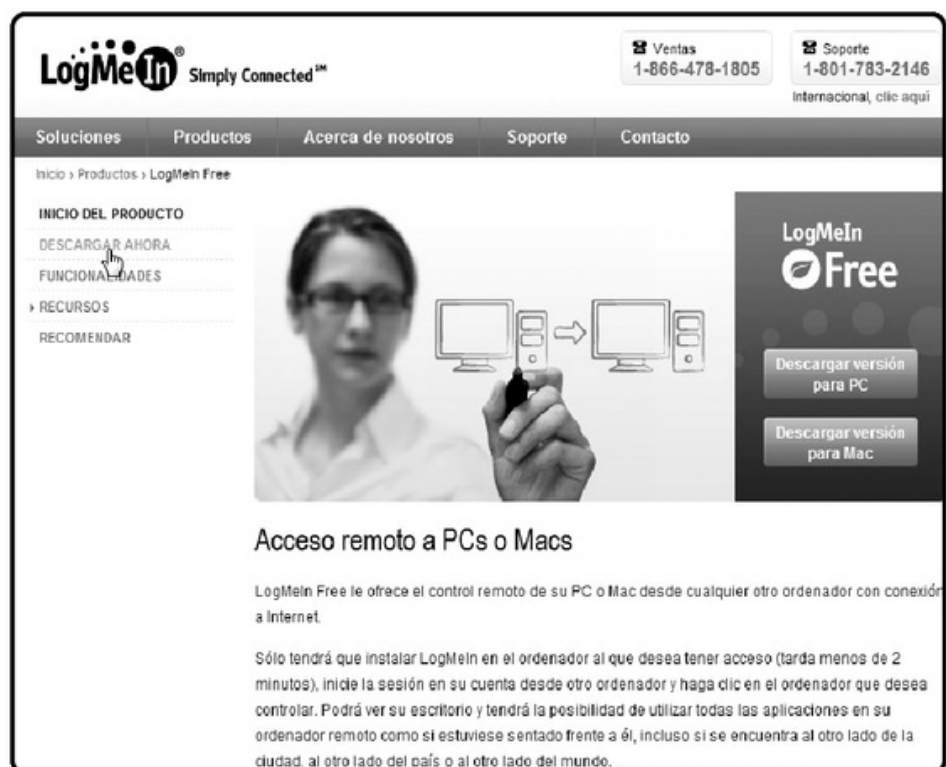 LogMeIn® Simply Connected℠
Ventas
1-866-478-1805
Soporte
1-801-783-2146
Internacional, clic aquí
Soluciones Productos Acerca de nosotros Soporte Contacto
Inicio › Productos › LogMeIn Free
INICIO DEL PRODUCTO
DESCARGAR AHORA
FUNCIONALIDADES
› RECURSOS
RECOMENDAR
LogMeIn
Free
Descargar versión
para PC
Descargar versión
para Mac
Acceso remoto a PCs o Macs
LogMeIn Free le ofrece el control remoto de su PC o Mac desde cualquier otro ordenador con conexión
a Internet.
Sólo tendrá que instalar LogMeIn en el ordenador al que desea tener acceso (tarda menos de 2
minutos), inicie la sesión en su cuenta desde otro ordenador y haga clic en el ordenador que desea
controlar. Podrá ver su escritorio y tendrá la posibilidad de utilizar todas las aplicaciones en su
ordenador remoto como si estuviese sentado frente a él, incluso si se encuentra al otro lado de la
ciudad, al otro lado del país o al otro lado del mundo.